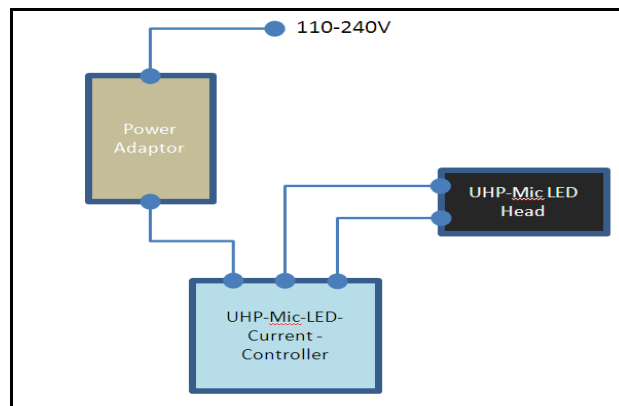 110-240V
Power
Adaptor
UHP-Mic LED
Head
UHP-Mic-LED-
Current -
Controller